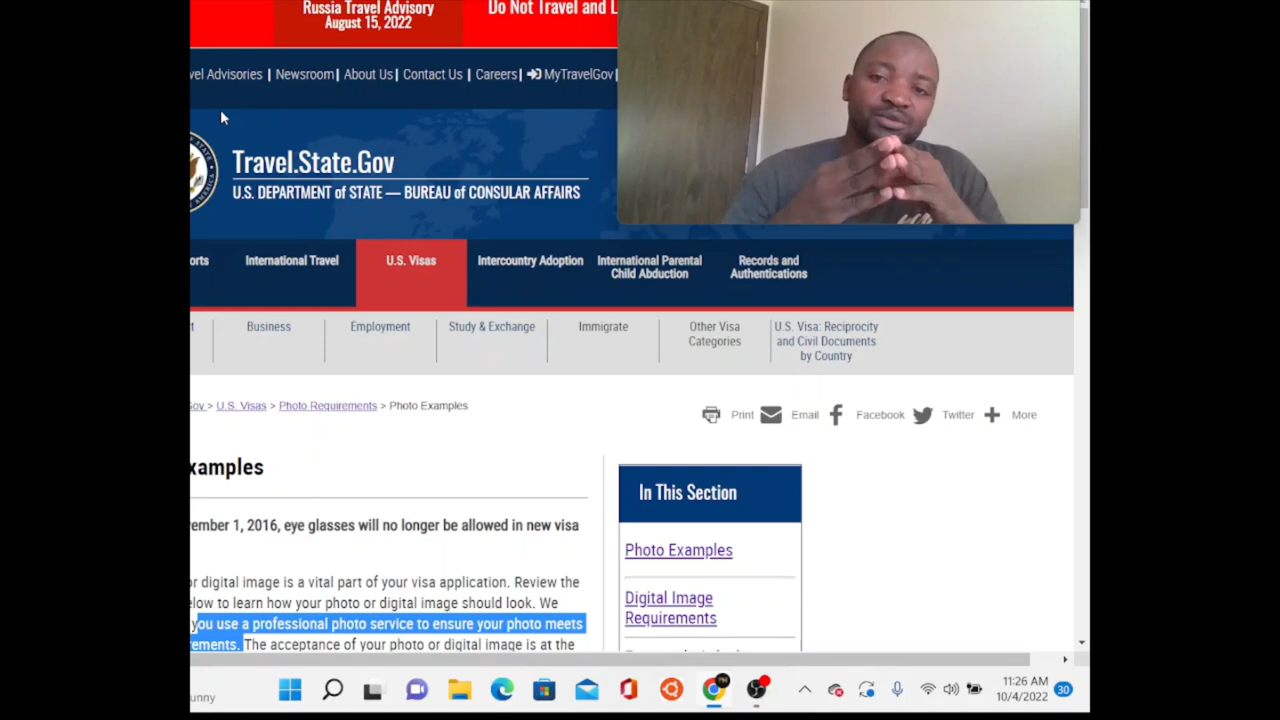 Russia Travel Advisory
August 15, 2022
Do Not Travel and L
vel Advisories | Newsroom | About Us | Contact Us | Careers | MyTravelGov |
Travel.State.Gov
U.S. DEPARTMENT of STATE — BUREAU of CONSULAR AFFAIRS
orts
International Travel
U.S. Visas
Intercountry Adoption
International Parental
Child Abduction
Records and
Authentications
t
Business
Employment
Study & Exchange
Immigrate
Other Visa
Categories
U.S. Visa: Reciprocity
and Civil Documents
by Country
Gov > U.S. Visas > Photo Requirements > Photo Examples
Print Email Facebook Twitter More
xamples
ember 1, 2016, eye glasses will no longer be allowed in new visa
or digital image is a vital part of your visa application. Review the
elow to learn how your photo or digital image should look. We
you use a professional photo service to ensure your photo meets
rements. The acceptance of your photo or digital image is at the
In This Section
Photo Examples
Digital Image
Requirements
unny
11:26 AM
10/4/2022
30